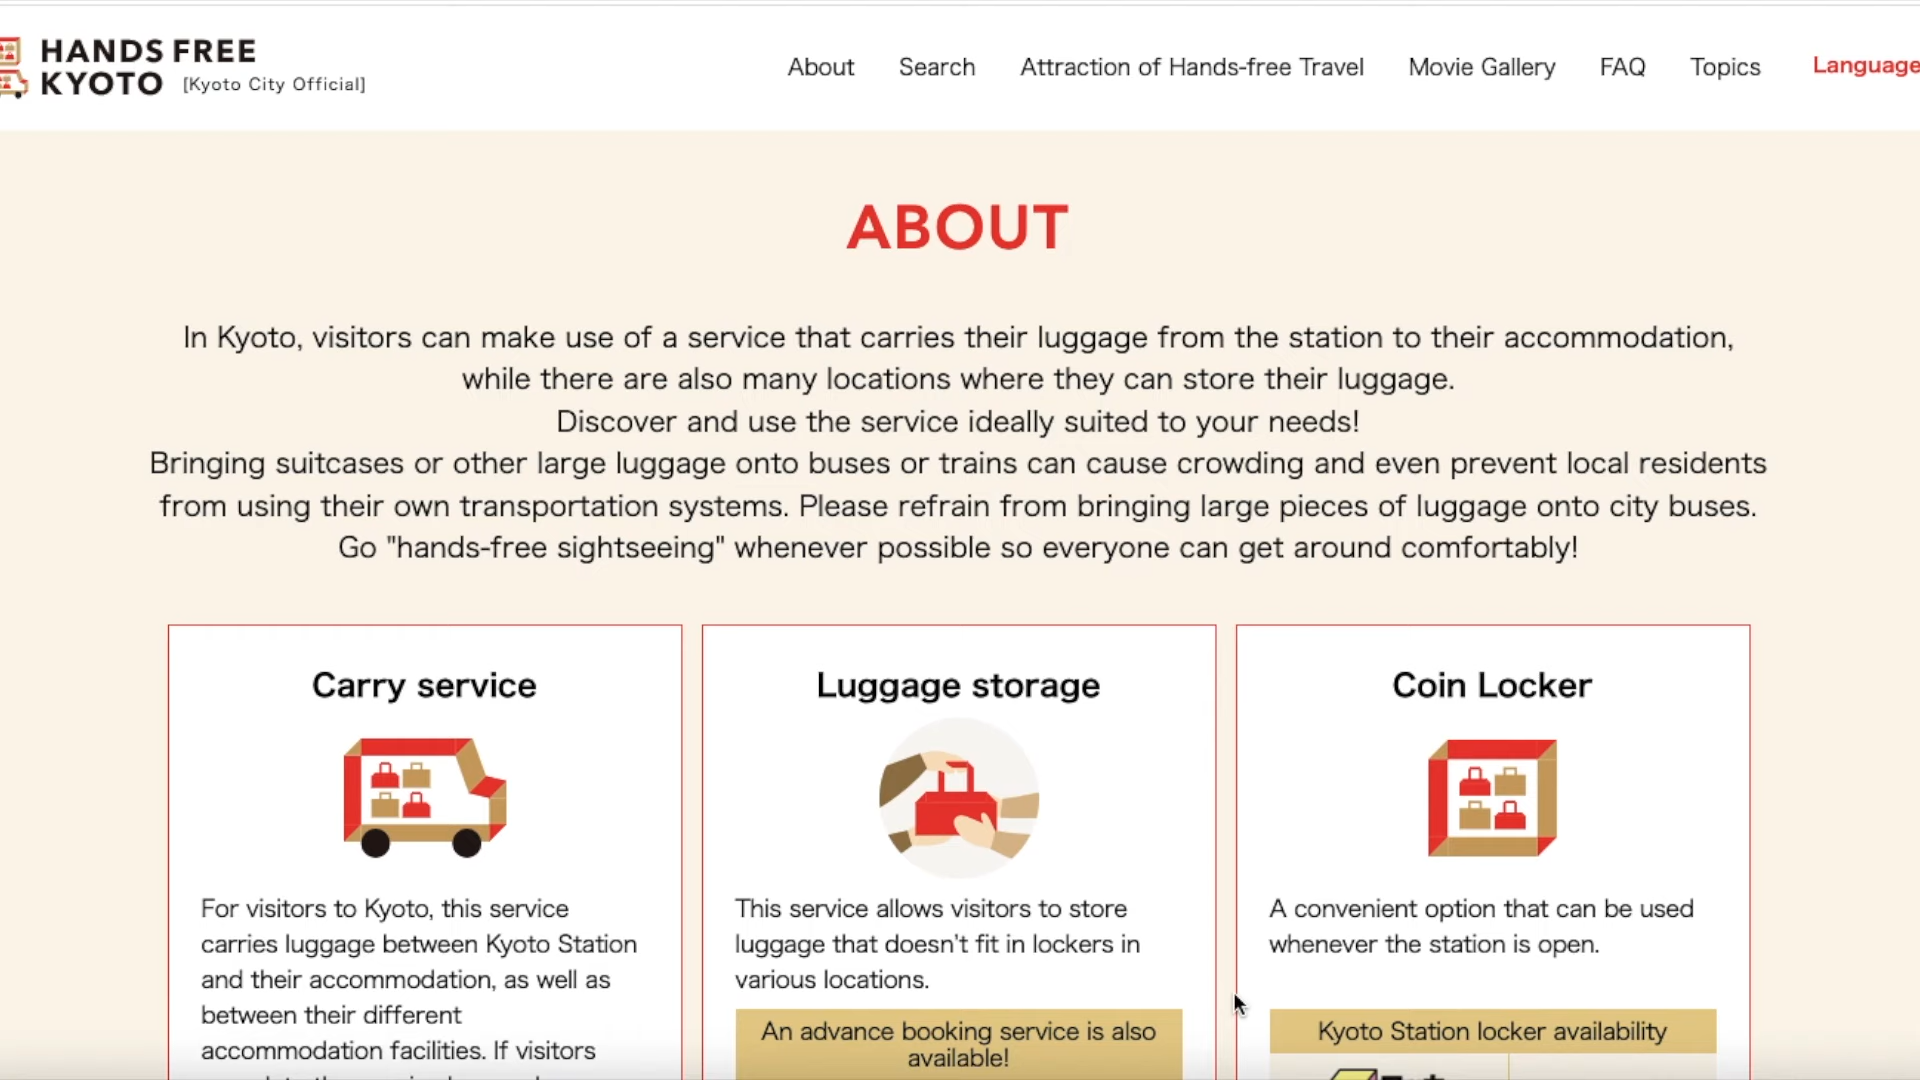 HANDS FREE
KYOTO [Kyoto City Official]
About Search Attraction of Hands-free Travel Movie Gallery FAQ Topics Language
ABOUT
In Kyoto, visitors can make use of a service that carries their luggage from the station to their accommodation,
while there are also many locations where they can store their luggage.
Discover and use the service ideally suited to your needs!
Bringing suitcases or other large luggage onto buses or trains can cause crowding and even prevent local residents
from using their own transportation systems. Please refrain from bringing large pieces of luggage onto city buses.
Go "hands-free sightseeing" whenever possible so everyone can get around comfortably!
Carry service
For visitors to Kyoto, this service
carries luggage between Kyoto Station
and their accommodation, as well as
between their different
accommodation facilities. If visitors
Luggage storage
This service allows visitors to store
luggage that doesn't fit in lockers in
various locations.
An advance booking service is also
available!
Coin Locker
A convenient option that can be used
whenever the station is open.
Kyoto Station locker availability